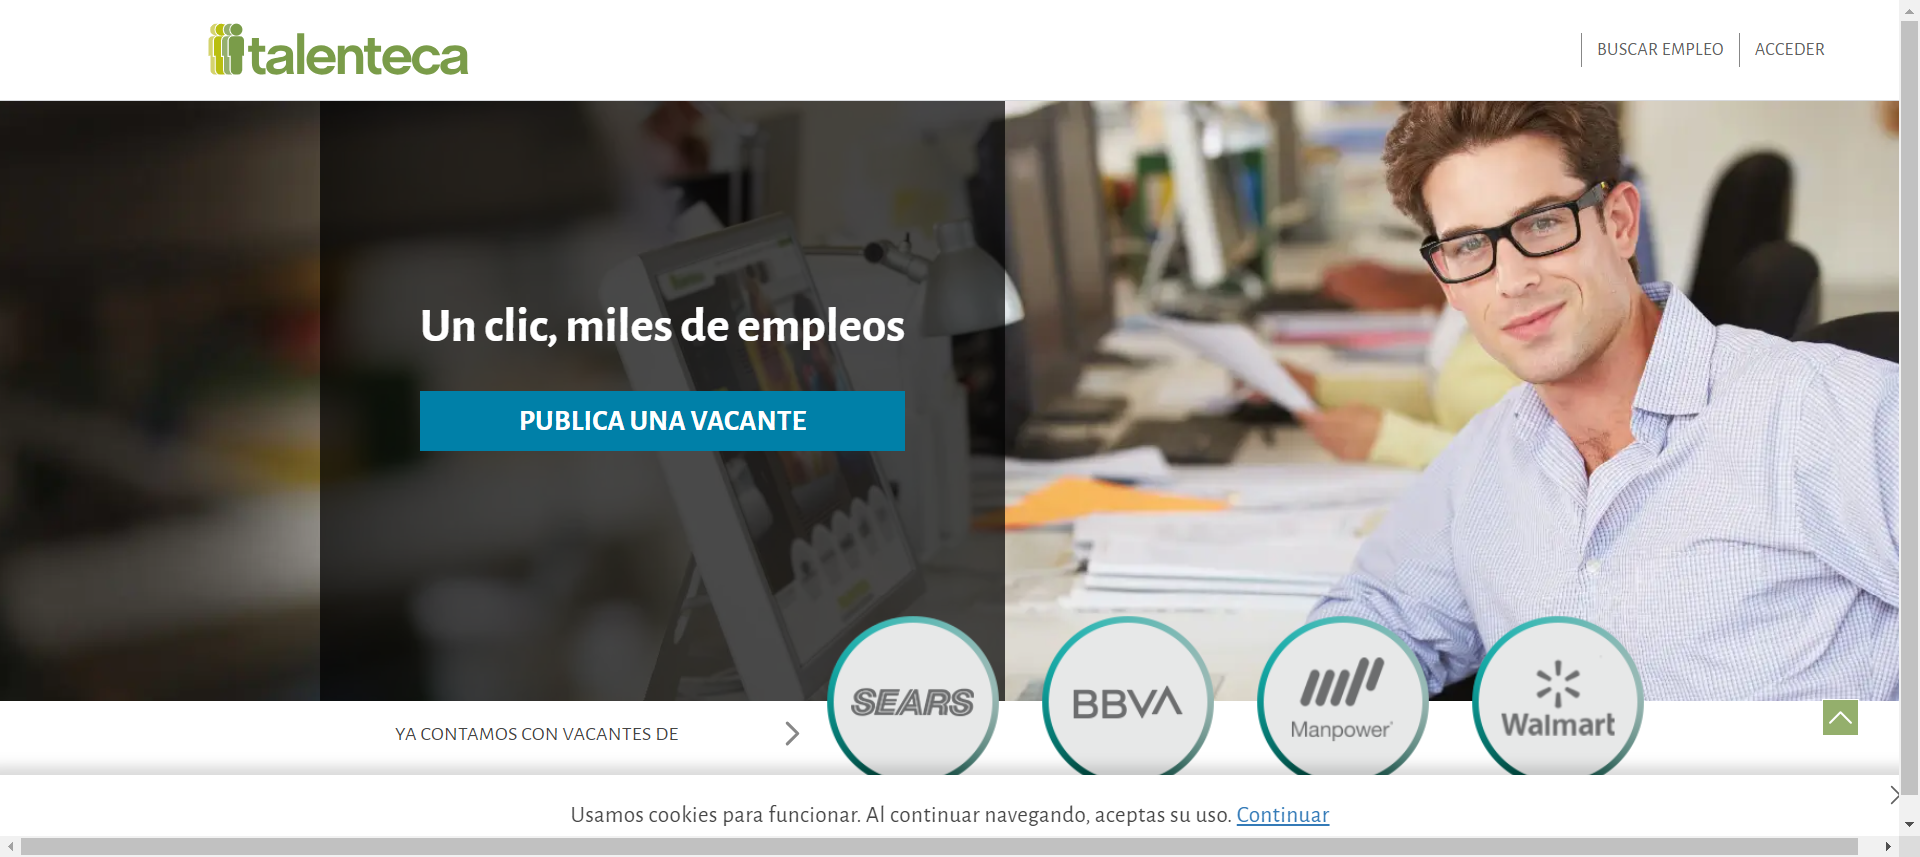 talenteca
BUSCAR EMPLEO
ACCEDER
Un clic, miles de empleos
PUBLICA UNA VACANTE
SEARS
BBVA
Manpower
Walmart
YA CONTAMOS CON VACANTES DE
Usamos cookies para funcionar. Al continuar navegando, aceptas su uso. Continuar